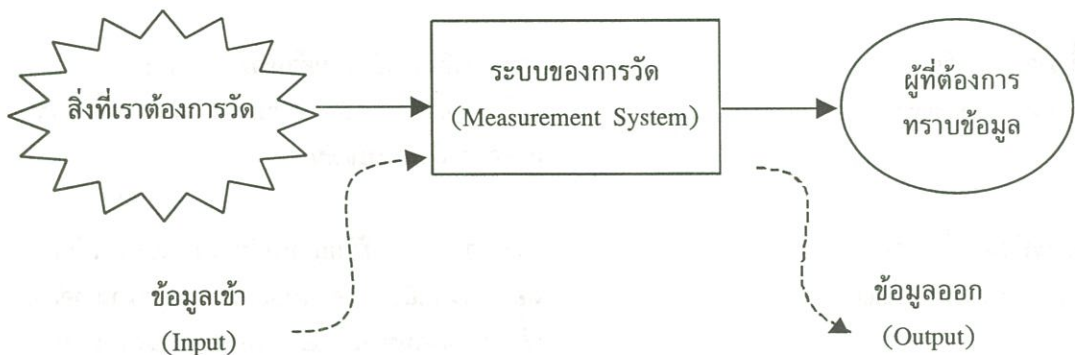 สิ่งที่เราต้องการวัด
ระบบของการวัด
(Measurement System)
ผู้ที่ต้องการ
ทราบข้อมูล
ข้อมูลเข้า
(Input)
ข้อมูลออก
(Output)